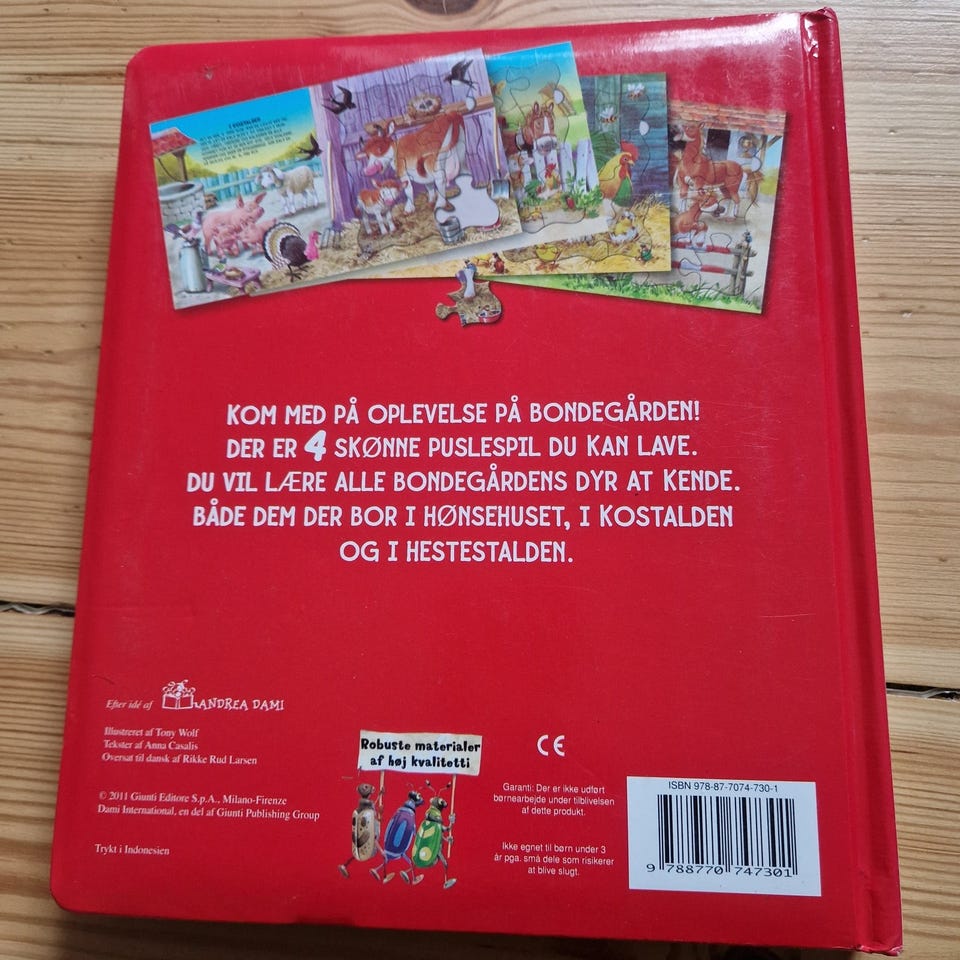 I KOSTALDEN
KOM MED PÅ OPLEVELSE PÅ BONDEGÅRDEN!
DER ER 4 SKØNNE PUSLESPIL DU KAN LAVE.
DU VIL LÆRE ALLE BONDEGÅRDENS DYR AT KENDE.
BÅDE DEM DER BOR I HØNSEHUSET, I KOSTALDEN
OG I HESTESTALDEN.
Efter idé af ANDREA DAMI
Illustreret af Tony Wolf
Tekster af Anna Casalis
Oversat til dansk af Rikke Rud Larsen
© 2011 Giunti Editore S.p.A., Milano-Firenze
Dami International, en del af Giunti Publishing Group
Trykt i Indonesien
Robuste materialer
af høj kvalitetti
CE
Garanti: Der er ikke udført
børnearbejde under tilblivelsen
af dette produkt.
Ikke egnet til børn under 3
år pga. små dele som risikerer
at blive slugt.
ISBN 978-87-7074-730-1
9 788770 747301